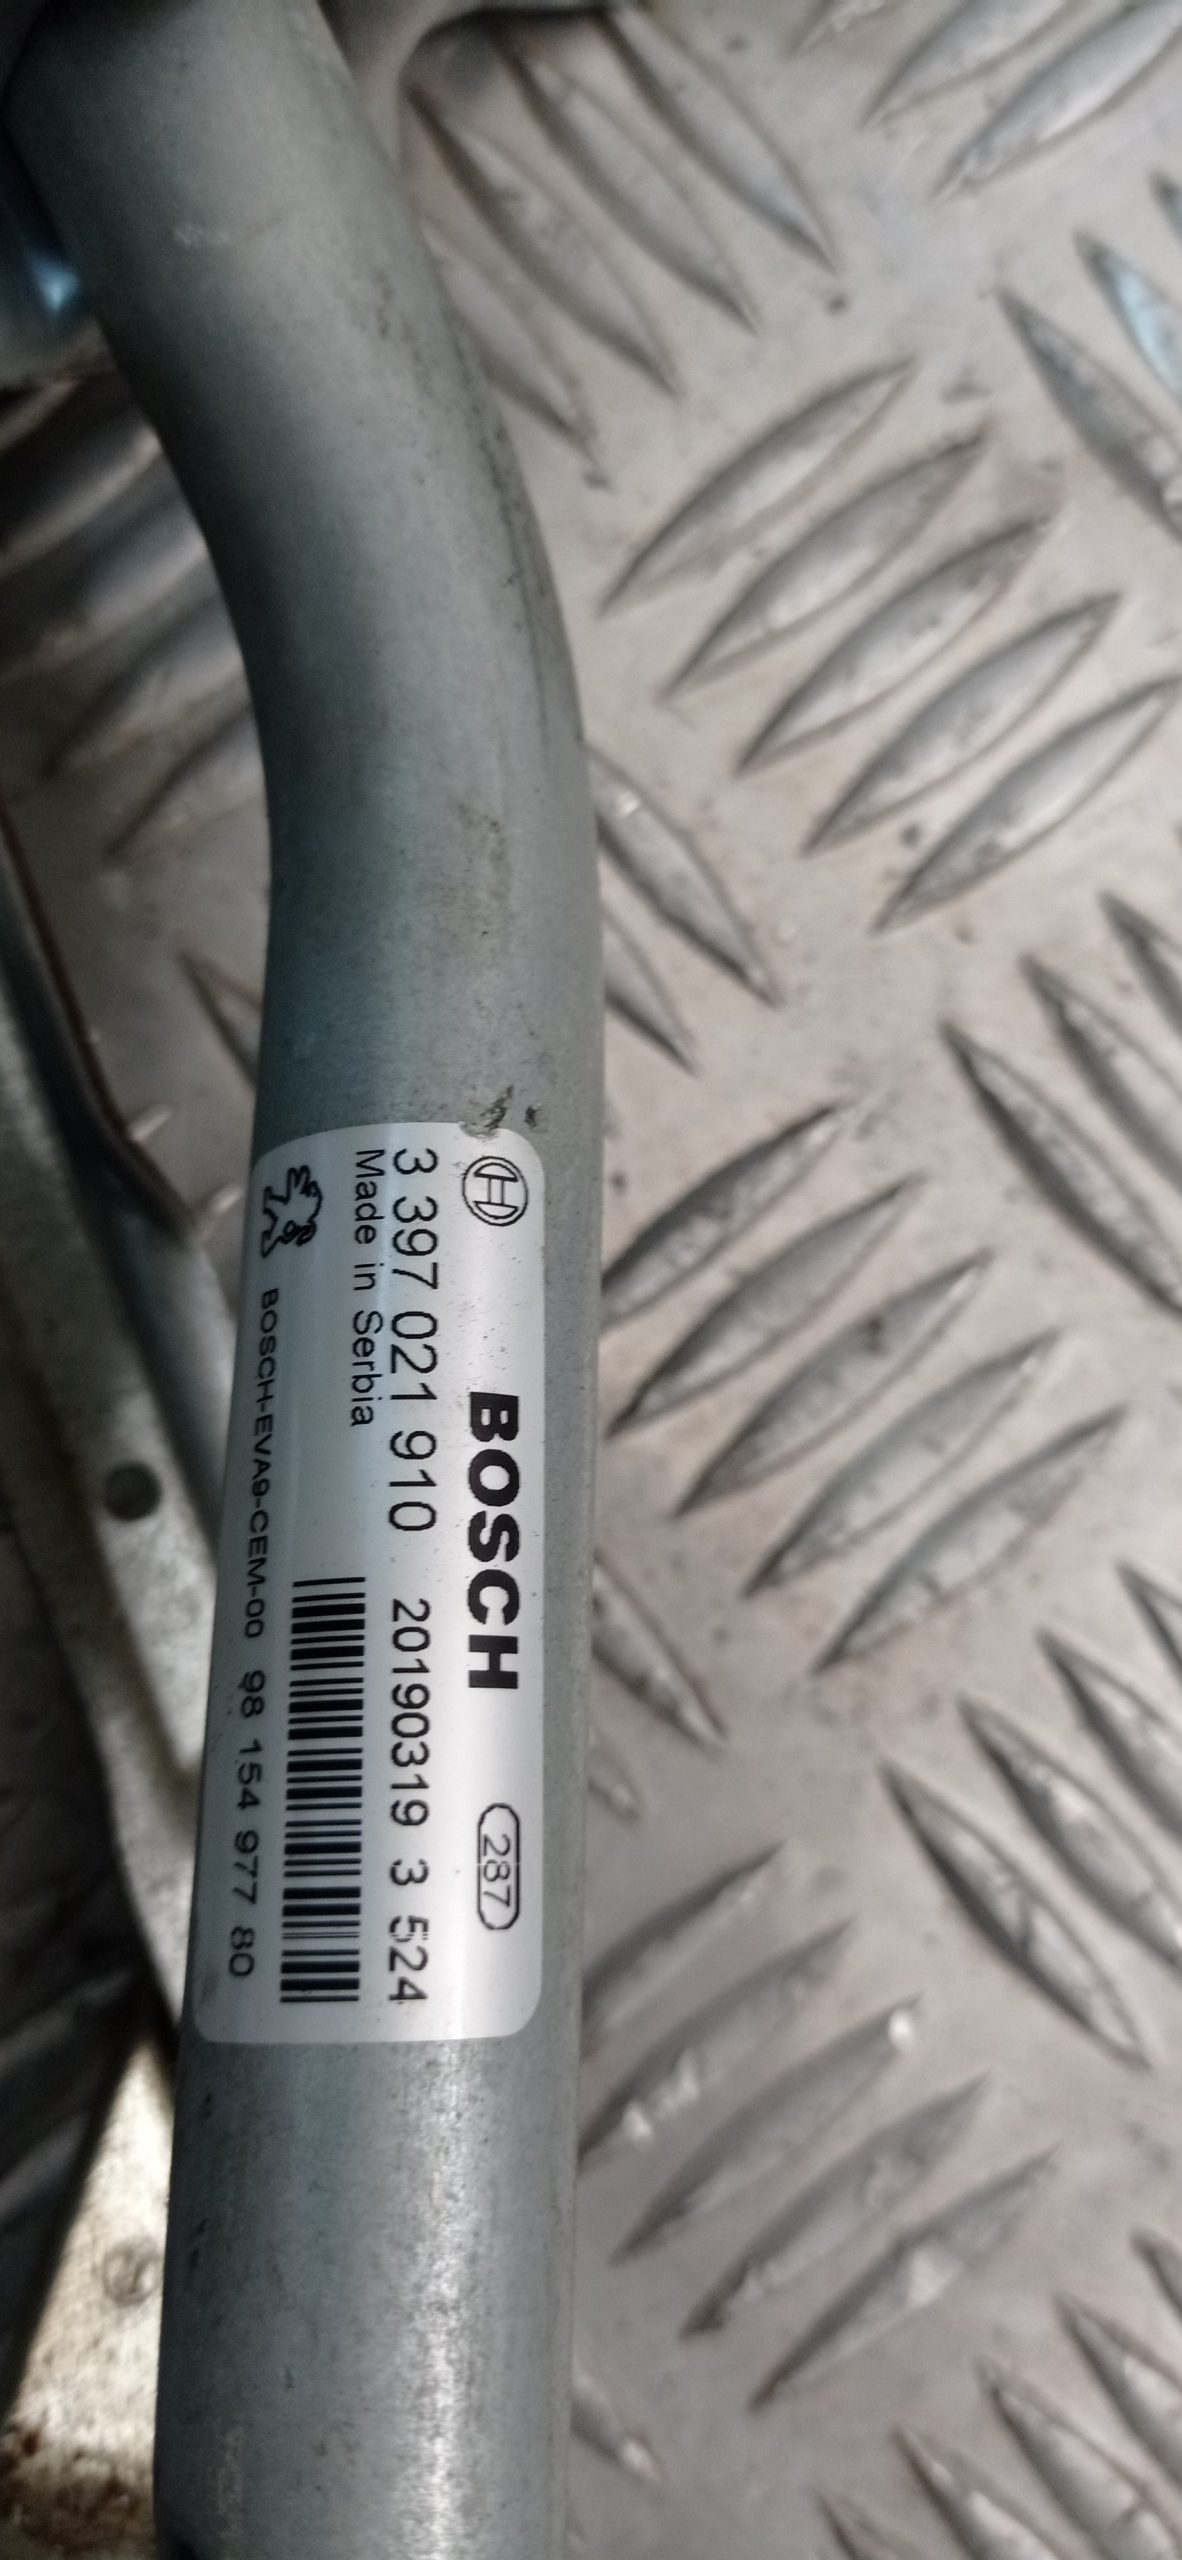 BOSCH 287
3 397 021 910 20190319 3 524
Made in Serbia
BOSCH-EVA9-CEM-00 98 154 977 80